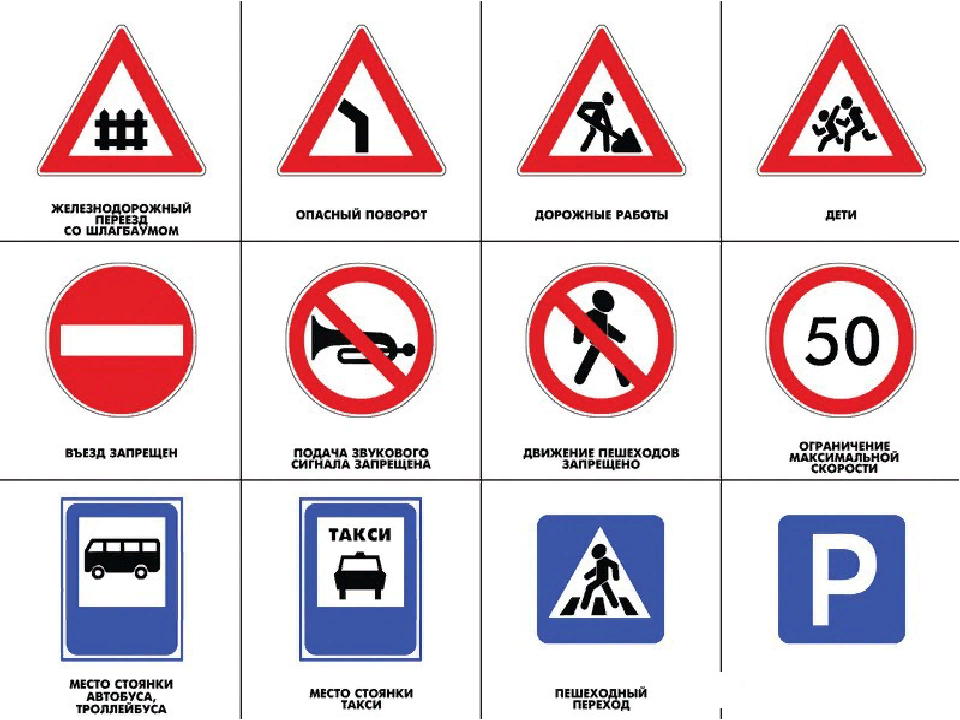 ЖЕЛЕЗНОДОРОЖНЫЙ
ПЕРЕЕЗД
СО ШЛАГБАУМОМ
ОПАСНЫЙ ПОВОРОТ
ДОРОЖНЫЕ РАБОТЫ
ДЕТИ
50
ВЪЕЗД ЗАПРЕЩЕН
ПОДАЧА ЗВУКОВОГО
СИГНАЛА ЗАПРЕЩЕНА
ДВИЖЕНИЕ ПЕШЕХОДОВ
ЗАПРЕЩЕНО
ОГРАНИЧЕНИЕ
МАКСИМАЛЬНОЙ
СКОРОСТИ
ТАКСИ
P
МЕСТО СТОЯНКИ
АВТОБУСА,
ТРОЛЛЕЙБУСА
МЕСТО СТОЯНКИ
ТАКСИ
ПЕШЕХОДНЫЙ
ПЕРЕХОД